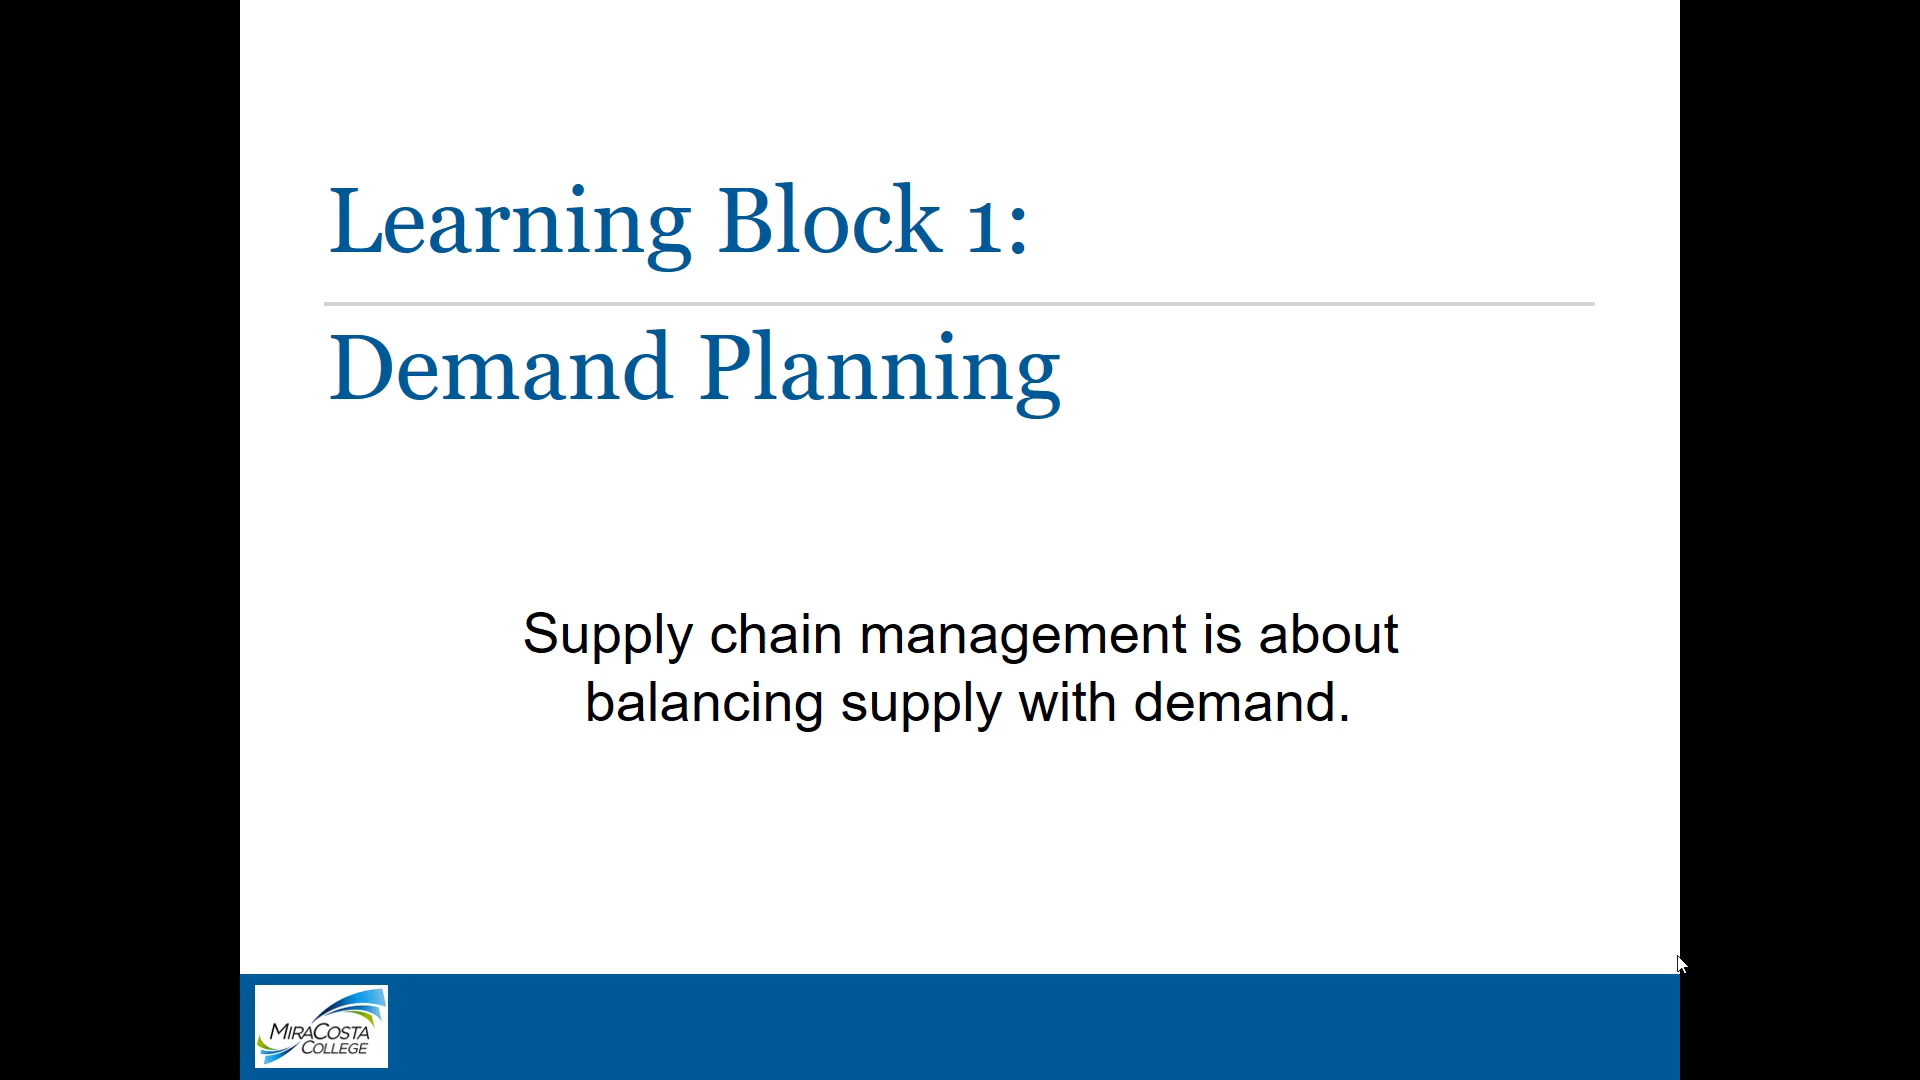 Learning Block 1:
Demand Planning
Supply chain management is about
balancing supply with demand.
MIRACOSTA
COLLEGE